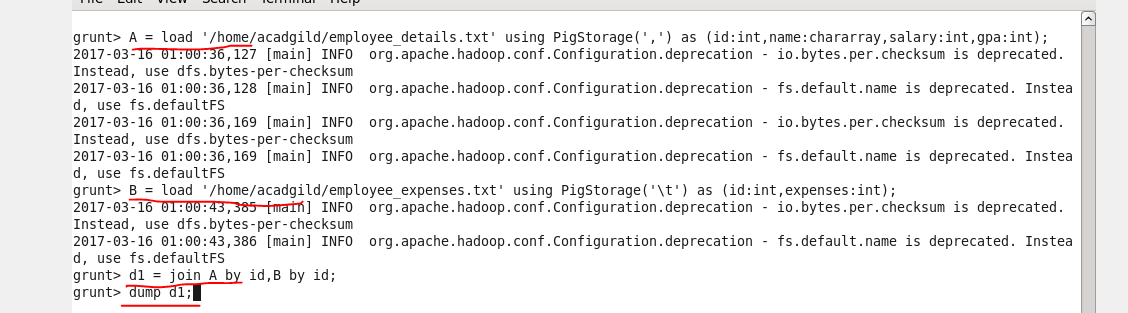 File Edit View Search Terminal Help
grunt> A = load '/home/acadgild/employee_details.txt' using PigStorage(',') as (id:int,name:chararray,salary:int,gpa:int);
2017-03-16 01:00:36,127 [main] INFO  org.apache.hadoop.conf.Configuration.deprecation - io.bytes.per.checksum is deprecated.
Instead, use dfs.bytes-per-checksum
2017-03-16 01:00:36,128 [main] INFO  org.apache.hadoop.conf.Configuration.deprecation - fs.default.name is deprecated. Instea
d, use fs.defaultFS
2017-03-16 01:00:36,169 [main] INFO  org.apache.hadoop.conf.Configuration.deprecation - io.bytes.per.checksum is deprecated.
Instead, use dfs.bytes-per-checksum
2017-03-16 01:00:36,169 [main] INFO  org.apache.hadoop.conf.Configuration.deprecation - fs.default.name is deprecated. Instea
d, use fs.defaultFS
grunt> B = load '/home/acadgild/employee_expenses.txt' using PigStorage('\t') as (id:int,expenses:int);
2017-03-16 01:00:43,385 [main] INFO  org.apache.hadoop.conf.Configuration.deprecation - io.bytes.per.checksum is deprecated.
Instead, use dfs.bytes-per-checksum
2017-03-16 01:00:43,386 [main] INFO  org.apache.hadoop.conf.Configuration.deprecation - fs.default.name is deprecated. Instea
d, use fs.defaultFS
grunt> d1 = join A by id,B by id;
grunt> dump d1;